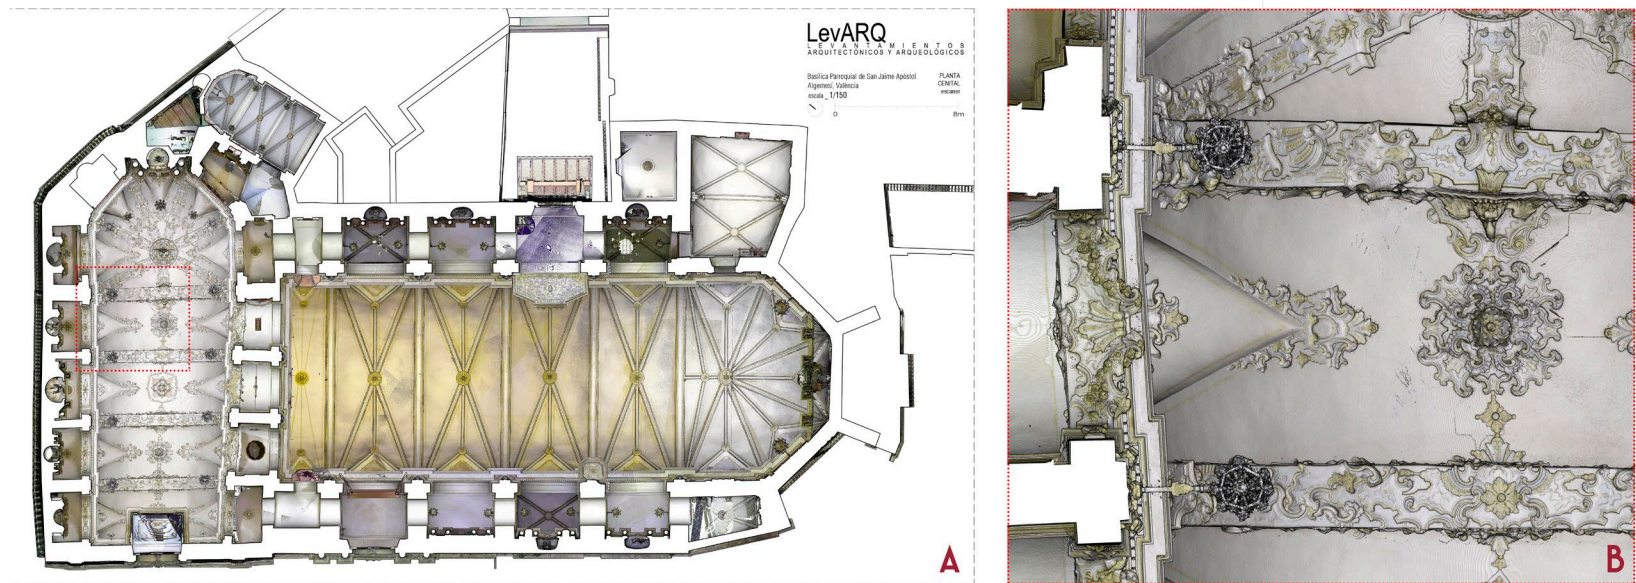 LevARQ
LEVANTAMIENTOS
ARQUITECTÓNICOS Y ARQUEOLÓGICOS
Basílica Parroquial de San Jaime Apóstol
Algemesí, València
escala _ 1/150
PLANTA
CENITAL
escaner
0 8m
A
B